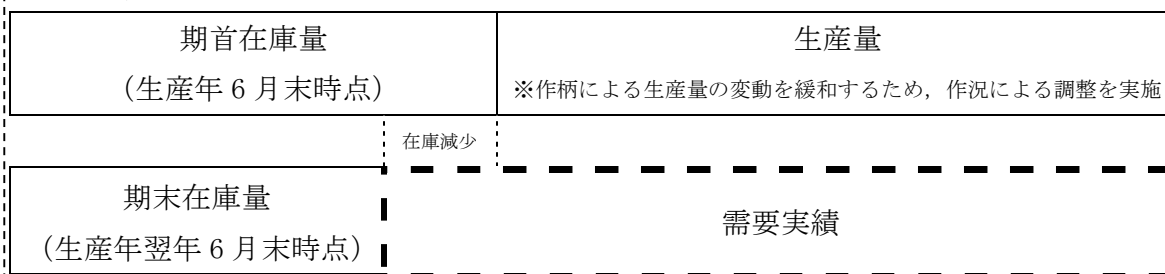 期首在庫量
（生産年6月末時点）
生産量
※作柄による生産量の変動を緩和するため，作況による調整を実施
在庫減少
期末在庫量
（生産年翌年6月末時点）
需要実績